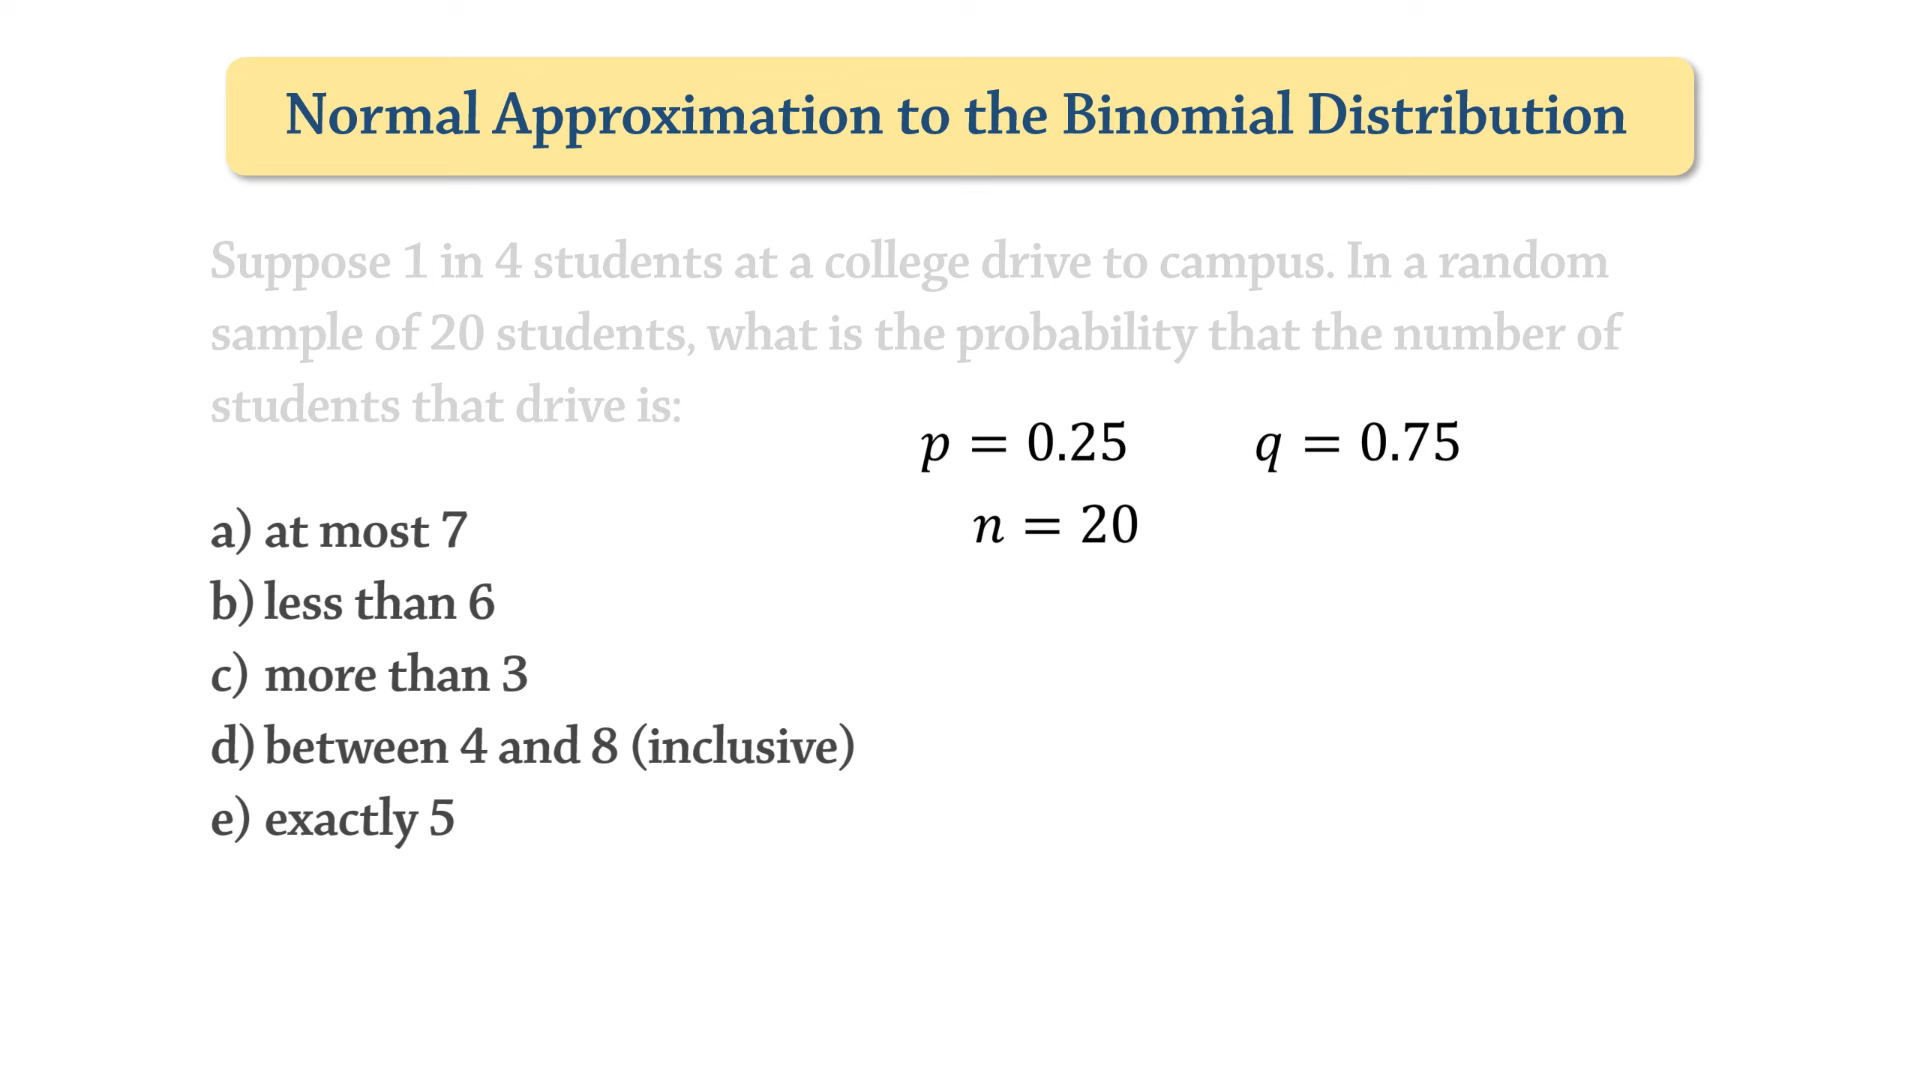 Normal Approximation to the Binomial Distribution
Suppose 1 in 4 students at a college drive to campus. In a random
sample of 20 students, what is the probability that the number of
students that drive is:
p = 0.25 q = 0.75
n = 20
a) at most 7
b) less than 6
c) more than 3
d) between 4 and 8 (inclusive)
e) exactly 5